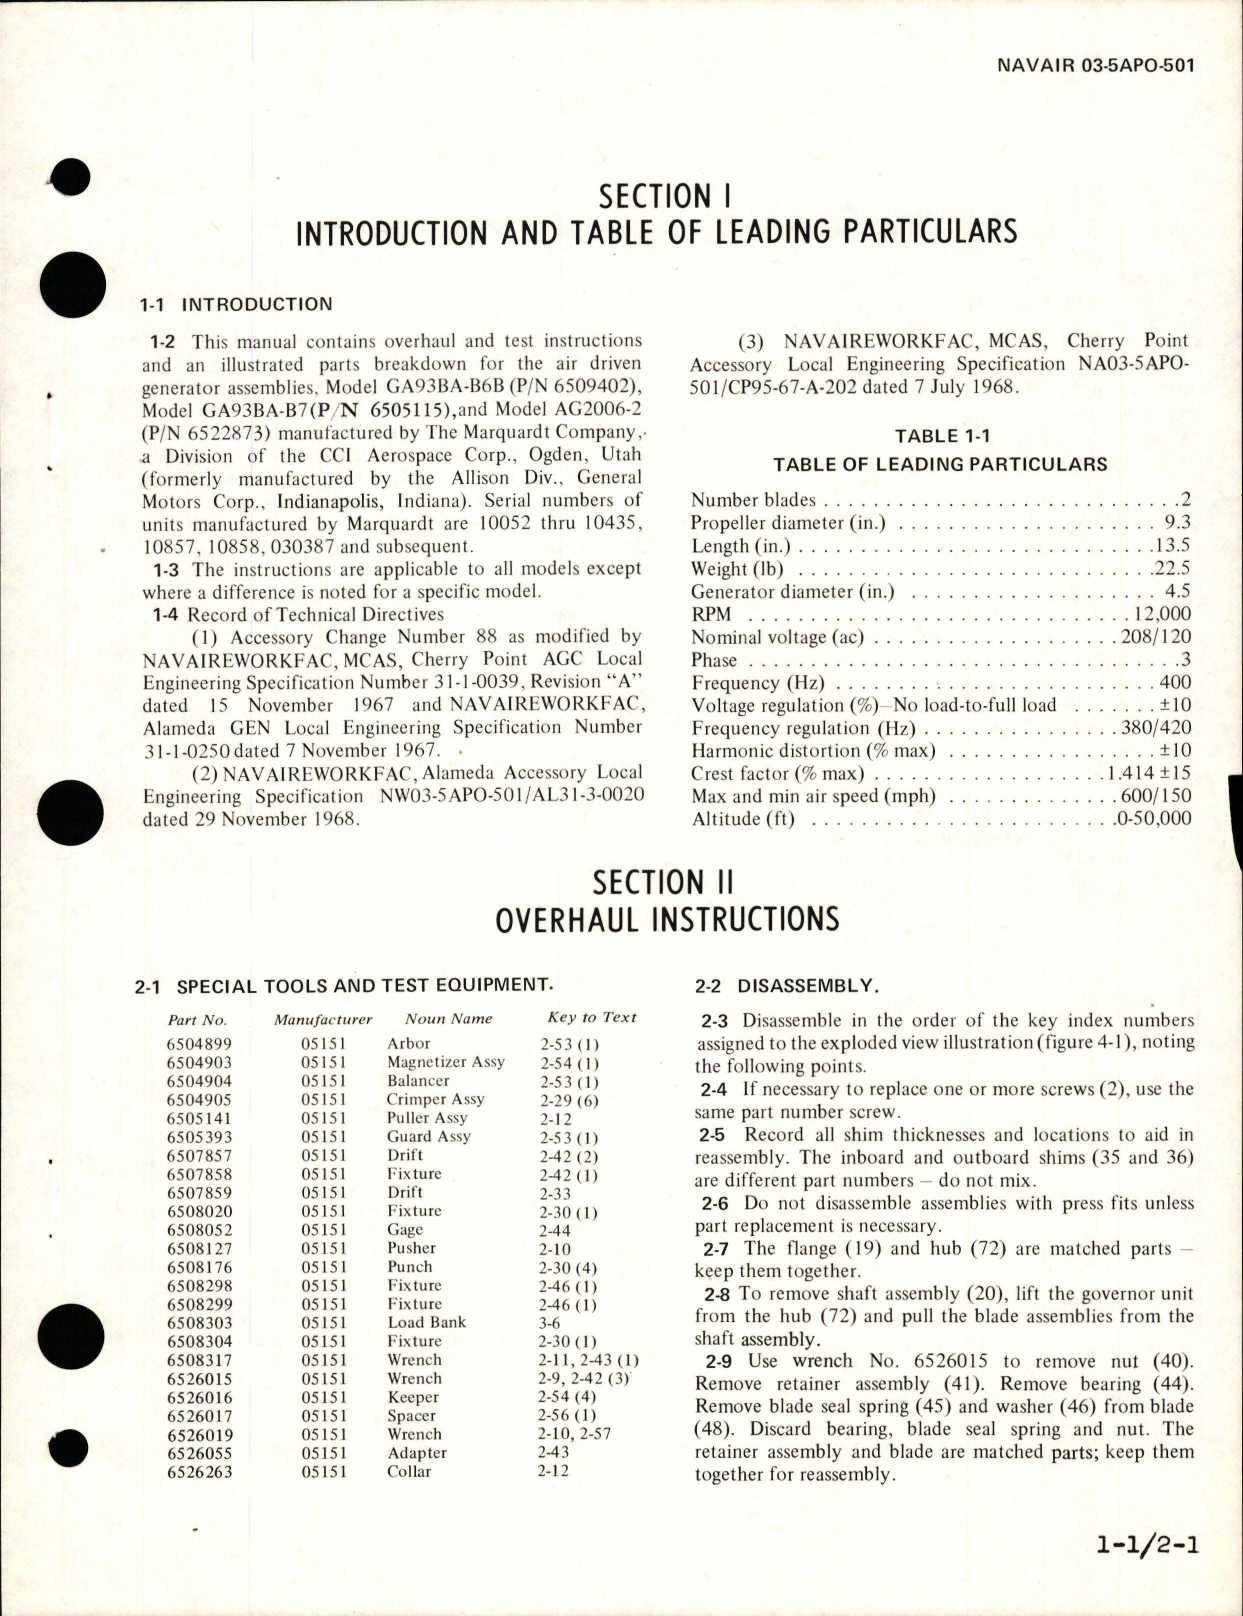 NAVAIR 03-5APO-501
SECTION I
INTRODUCTION AND TABLE OF LEADING PARTICULARS
1-1 INTRODUCTION
1-2 This manual contains overhaul and test instructions
and an illustrated parts breakdown for the air driven
generator assemblies, Model GA93BA-B6B (P/N 6509402),
Model GA93BA-B7(P/N 6505115),and Model AG2006-2
(P/N 6522873) manufactured by The Marquardt Company,
a Division of the CCI Aerospace Corp., Ogden, Utah
(formerly manufactured by the Allison Div., General
Motors Corp., Indianapolis, Indiana). Serial numbers of
units manufactured by Marquardt are 10052 thru 10435,
10857, 10858, 030387 and subsequent.
1-3 The instructions are applicable to all models except
where a difference is noted for a specific model.
1-4 Record of Technical Directives
(1) Accessory Change Number 88 as modified by
NAVAIREWORKFAC, MCAS, Cherry Point AGC Local
Engineering Specification Number 31-1-0039, Revision “A”
dated 15 November 1967 and NAVAIREWORKFAC,
Alameda GEN Local Engineering Specification Number
31-1-0250 dated 7 November 1967.
(2) NAVAIREWORKFAC, Alameda Accessory Local
Engineering Specification NW03-5APO-501/AL31-3-0020
dated 29 November 1968.
(3) NAVAIREWORKFAC, MCAS, Cherry Point
Accessory Local Engineering Specification NA03-5APO-
501/CP95-67-A-202 dated 7 July 1968.
TABLE 1-1
TABLE OF LEADING PARTICULARS
Number blades . . . . . . . . . . . . . . . . . . . . . . . . . . . . .2
Propeller diameter (in.) . . . . . . . . . . . . . . . . . . . . . 9.3
Length (in.) . . . . . . . . . . . . . . . . . . . . . . . . . . . . .13.5
Weight (lb) . . . . . . . . . . . . . . . . . . . . . . . . . . . . .22.5
Generator diameter (in.) . . . . . . . . . . . . . . . . . . . . 4.5
RPM . . . . . . . . . . . . . . . . . . . . . . . . . . . . . . . 12,000
Nominal voltage (ac) . . . . . . . . . . . . . . . . . . . . 208/120
Phase . . . . . . . . . . . . . . . . . . . . . . . . . . . . . . . . . . .3
Frequency (Hz) . . . . . . . . . . . . . . . . . . . . . . . . . . 400
Voltage regulation (%)–No load-to-full load . . . . . . . ±10
Frequency regulation (Hz) . . . . . . . . . . . . . . . . 380/420
Harmonic distortion (% max) . . . . . . . . . . . . . . . . . ±10
Crest factor (% max) . . . . . . . . . . . . . . . . . . . 1.414 ±15
Max and min air speed (mph) . . . . . . . . . . . . . . 600/150
Altitude (ft) . . . . . . . . . . . . . . . . . . . . . . . . .0-50,000
SECTION II
OVERHAUL INSTRUCTIONS
2-1 SPECIAL TOOLS AND TEST EQUIPMENT.
Part No. Manufacturer Noun Name Key to Text
6504899 05151 Arbor 2-53 (1)
6504903 05151 Magnetizer Assy 2-54 (1)
6504904 05151 Balancer 2-53 (1)
6504905 05151 Crimper Assy 2-29 (6)
6505141 05151 Puller Assy 2-12
6505393 05151 Guard Assy 2-53 (1)
6507857 05151 Drift 2-42 (2)
6507858 05151 Fixture 2-42 (1)
6507859 05151 Drift 2-33
6508020 05151 Fixture 2-30 (1)
6508052 05151 Gage 2-44
6508127 05151 Pusher 2-10
6508176 05151 Punch 2-30 (4)
6508298 05151 Fixture 2-46 (1)
6508299 05151 Fixture 2-46 (1)
6508303 05151 Load Bank 3-6
6508304 05151 Fixture 2-30 (1)
6508317 05151 Wrench 2-11, 2-43 (1)
6526015 05151 Wrench 2-9, 2-42 (3)
6526016 05151 Keeper 2-54 (4)
6526017 05151 Spacer 2-56 (1)
6526019 05151 Wrench 2-10, 2-57
6526055 05151 Adapter 2-43
6526263 05151 Collar 2-12
2-2 DISASSEMBLY.
2-3 Disassemble in the order of the key index numbers
assigned to the exploded view illustration (figure 4-1), noting
the following points.
2-4 If necessary to replace one or more screws (2), use the
same part number screw.
2-5 Record all shim thicknesses and locations to aid in
reassembly. The inboard and outboard shims (35 and 36)
are different part numbers – do not mix.
2-6 Do not disassemble assemblies with press fits unless
part replacement is necessary.
2-7 The flange (19) and hub (72) are matched parts –
keep them together.
2-8 To remove shaft assembly (20), lift the governor unit
from the hub (72) and pull the blade assemblies from the
shaft assembly.
2-9 Use wrench No. 6526015 to remove nut (40).
Remove retainer assembly (41). Remove bearing (44).
Remove blade seal spring (45) and washer (46) from blade
(48). Discard bearing, blade seal spring and nut. The
retainer assembly and blade are matched parts; keep them
together for reassembly.
1-1/2-1